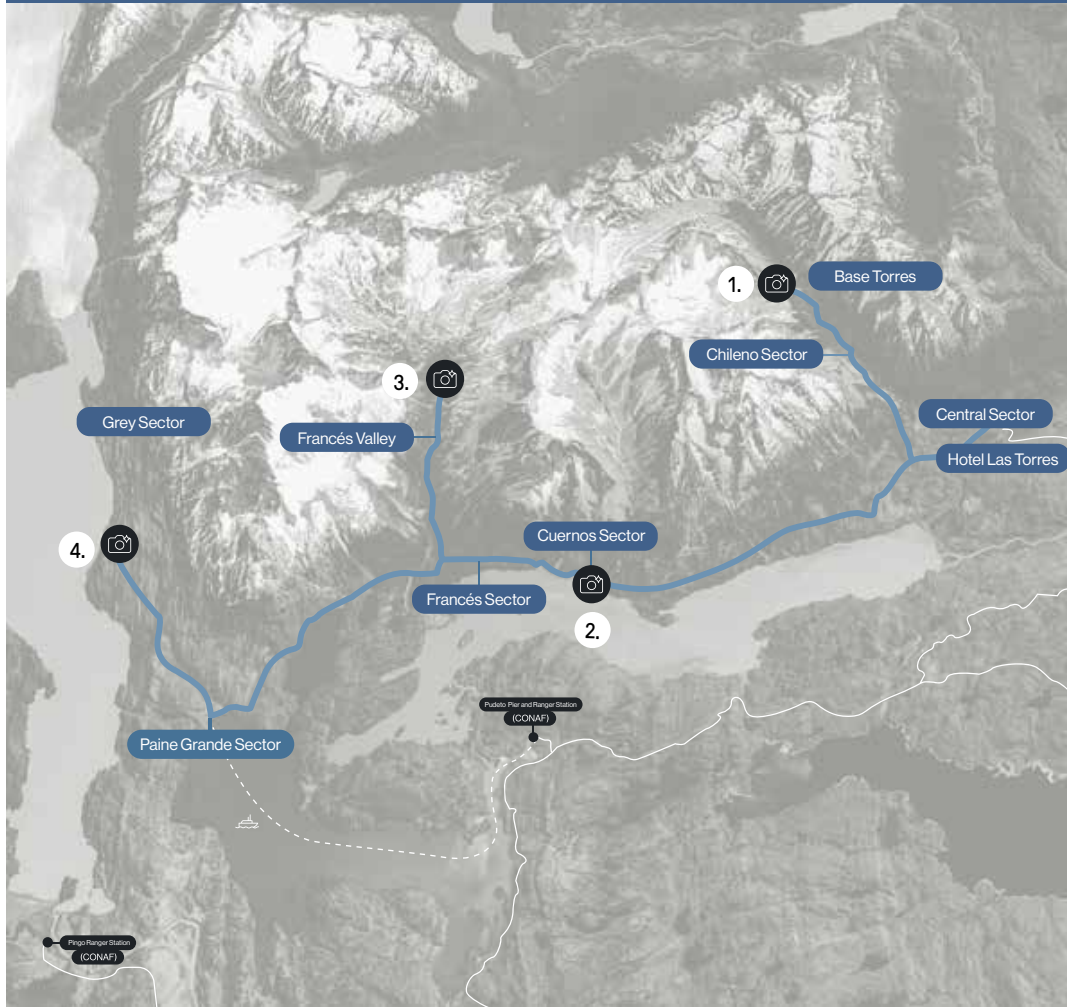 1.
Base Torres
Chileno Sector
3.
Grey Sector
Francés Valley
Central Sector
Hotel Las Torres
4.
Cuernos Sector
Francés Sector
2.
Pudeto Pier and Ranger Station
(CONAF)
Paine Grande Sector
Pingo Ranger Station
(CONAF)